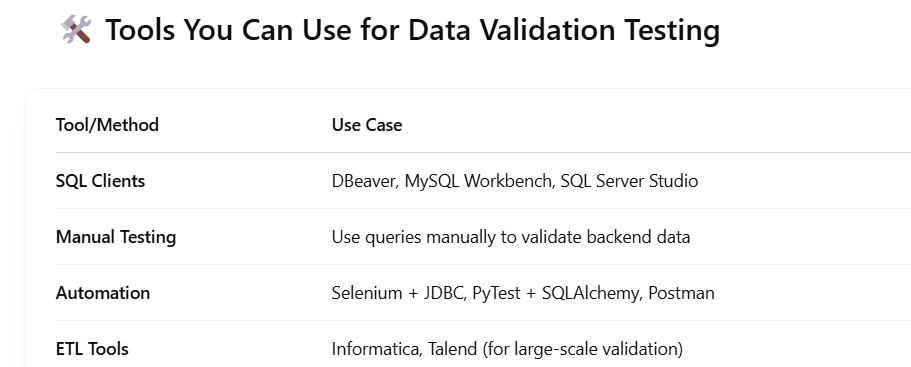 🛠️ Tools You Can Use for Data Validation Testing
Tool/Method Use Case
SQL Clients DBeaver, MySQL Workbench, SQL Server Studio
Manual Testing Use queries manually to validate backend data
Automation Selenium + JDBC, PyTest + SQLAlchemy, Postman
ETL Tools Informatica, Talend (for large-scale validation)